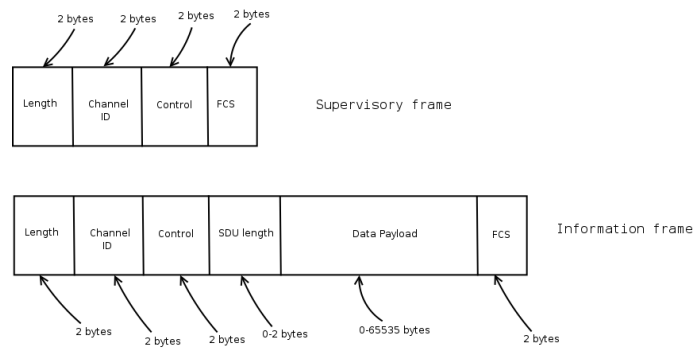 2 bytes 2 bytes 2 bytes 2 bytes
Length Channel ID Control FCS
Supervisory frame
Length Channel ID Control SDU length Data Payload FCS
Information frame
2 bytes 2 bytes 2 bytes 0-2 bytes 0-65535 bytes 2 bytes